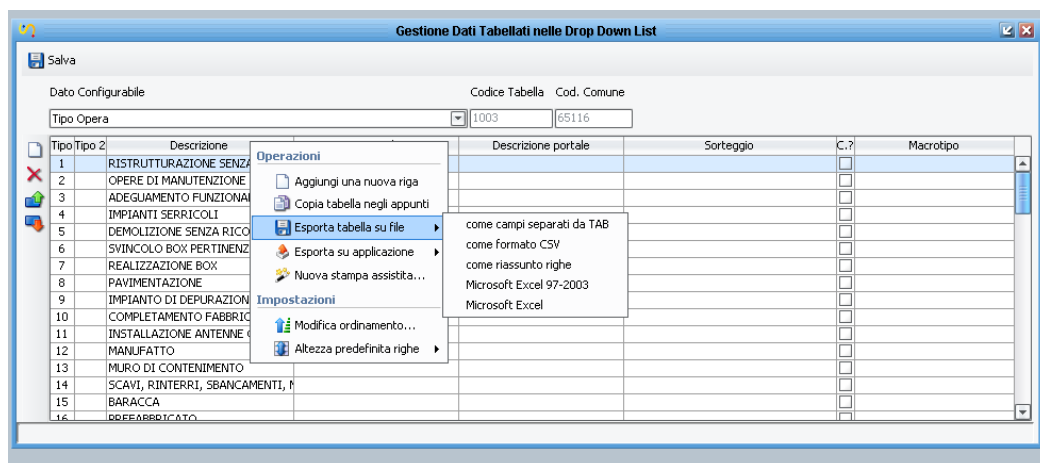 Gestione Dati Tabellati nelle Drop Down List
Salva
Dato Configurabile Codice Tabella Cod. Comune
Tipo Opera 1003 65116
Tipo Tipo 2 Descrizione Descrizione portale Sorteggio C.? Macrotipo
1 RISTRUTTURAZIONE SENZA
2 OPERE DI MANUTENZIONE
3 ADEGUAMENTO FUNZIONAL
4 IMPIANTI SERRICOLI
5 DEMOLIZIONE SENZA RICO
6 SVINCOLO BOX PERTINENZ
7 REALIZZAZIONE BOX
8 PAVIMENTAZIONE
9 IMPIANTO DI DEPURAZION
10 COMPLETAMENTO FABBRIC
11 INSTALLAZIONE ANTENNE
12 MANUFATTO
13 MURO DI CONTENIMENTO
14 SCAVI, RINTERRI, SBANCAMENTI,
15 BARACCA
16 PREFABBRICATO
Operazioni
Aggiungi una nuova riga
Copia tabella negli appunti
Esporta tabella su file
Esporta su applicazione
Nuova stampa assistita...
Impostazioni
Modifica ordinamento...
Altezza predefinita righe
come campi separati da TAB
come formato CSV
come riassunto righe
Microsoft Excel 97-2003
Microsoft Excel